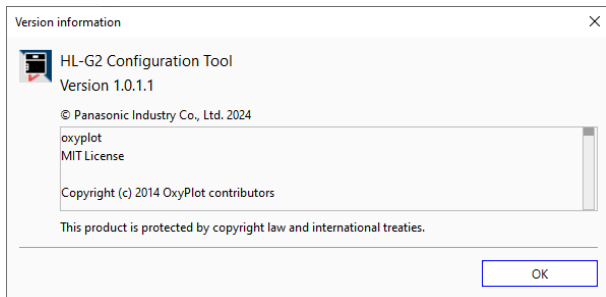 Version information
HL-G2 Configuration Tool
Version 1.0.1.1
© Panasonic Industry Co., Ltd. 2024
oxyplot
MIT License
Copyright (c) 2014 OxyPlot contributors
This product is protected by copyright law and international treaties.
OK